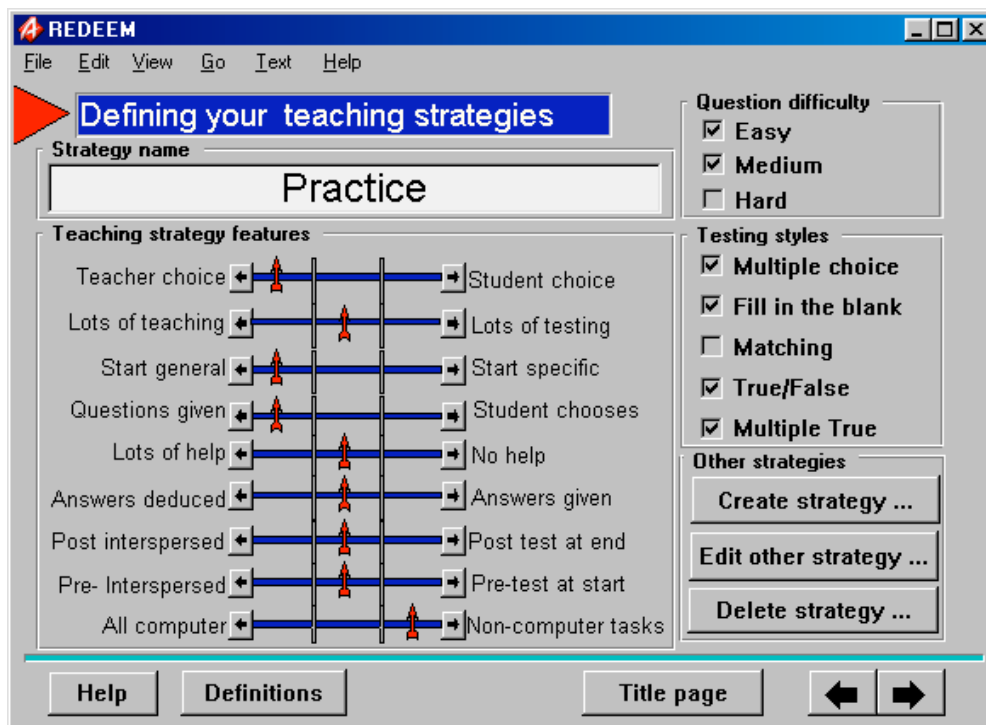 REDEEM
File Edit View Go Text Help
Defining your teaching strategies
Strategy name
Practice
Teaching strategy features
Teacher choice Student choice
Lots of teaching Lots of testing
Start general Start specific
Questions given Student chooses
Lots of help No help
Answers deduced Answers given
Post interspersed Post test at end
Pre- Interspersed Pre-test at start
All computer Non-computer tasks
Question difficulty
Easy
Medium
Hard
Testing styles
Multiple choice
Fill in the blank
Matching
True/False
Multiple True
Other strategies
Create strategy ...
Edit other strategy ...
Delete strategy ...
Help Definitions Title page